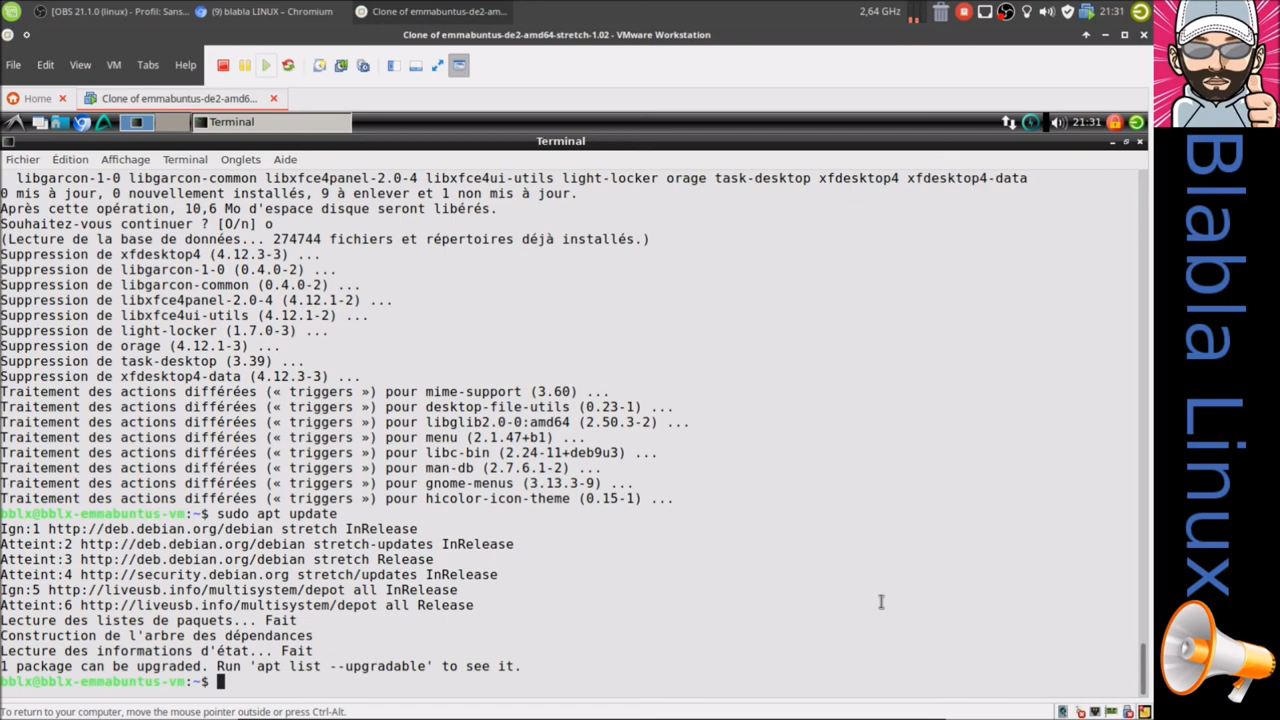 [OBS 21.1.0 (linux) - Profil: Sans...
(9) blabla LINUX – Chromium
Clone of emmabuntus-de2-am...
2,64 GHz
21:31
Clone of emmabuntus-de2-amd64-stretch-1.02 - VMware Workstation
File Edit View VM Tabs Help
Home
Clone of emmabuntus-de2-amd6...
Terminal
21:31
Terminal
Fichier Édition Affichage Terminal Onglets Aide
libgarcon-1-0 libgarcon-common libxfce4panel-2.0-4 libxfce4ui-utils light-locker orage task-desktop xfdesktop4 xfdesktop4-data
0 mis à jour, 0 nouvellement installés, 9 à enlever et 1 non mis à jour.
Après cette opération, 10,6 Mo d'espace disque seront libérés.
Souhaitez-vous continuer ? [O/n] o
(Lecture de la base de données... 274744 fichiers et répertoires déjà installés.)
Suppression de xfdesktop4 (4.12.3-3) ...
Suppression de libgarcon-1-0 (0.4.0-2) ...
Suppression de libgarcon-common (0.4.0-2) ...
Suppression de libxfce4panel-2.0-4 (4.12.1-2) ...
Suppression de libxfce4ui-utils (4.12.1-2) ...
Suppression de light-locker (1.7.0-3) ...
Suppression de orage (4.12.1-3) ...
Suppression de task-desktop (3.39) ...
Suppression de xfdesktop4-data (4.12.3-3) ...
Traitement des actions différées (« triggers ») pour mime-support (3.60) ...
Traitement des actions différées (« triggers ») pour desktop-file-utils (0.23-1) ...
Traitement des actions différées (« triggers ») pour libglib2.0-0:amd64 (2.50.3-2) ...
Traitement des actions différées (« triggers ») pour menu (2.1.47+b1) ...
Traitement des actions différées (« triggers ») pour libc-bin (2.24-11+deb9u3) ...
Traitement des actions différées (« triggers ») pour man-db (2.7.6.1-2) ...
Traitement des actions différées (« triggers ») pour gnome-menus (3.13.3-9) ...
Traitement des actions différées (« triggers ») pour hicolor-icon-theme (0.15-1) ...
bblx@bblx-emmabuntus-vm:~$ sudo apt update
Ign:1 http://deb.debian.org/debian stretch InRelease
Atteint:2 http://deb.debian.org/debian stretch-updates InRelease
Atteint:3 http://deb.debian.org/debian stretch Release
Atteint:4 http://security.debian.org stretch/updates InRelease
Ign:5 http://liveusb.info/multisystem/depot all InRelease
Atteint:6 http://liveusb.info/multisystem/depot all Release
Lecture des listes de paquets... Fait
Construction de l'arbre des dépendances
Lecture des informations d'état... Fait
1 package can be upgraded. Run 'apt list --upgradable' to see it.
bblx@bblx-emmabuntus-vm:~$
To return to your computer, move the mouse pointer outside or press Ctrl-Alt.
Blabla Linux